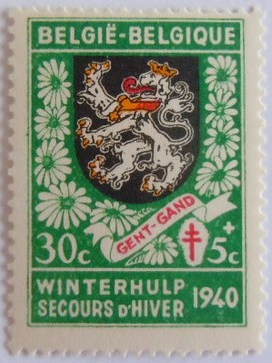 BELGIË-BELGIQUE
GENT-GAND
30c + 5c
WINTERHULP
SECOURS D'HIVER 1940